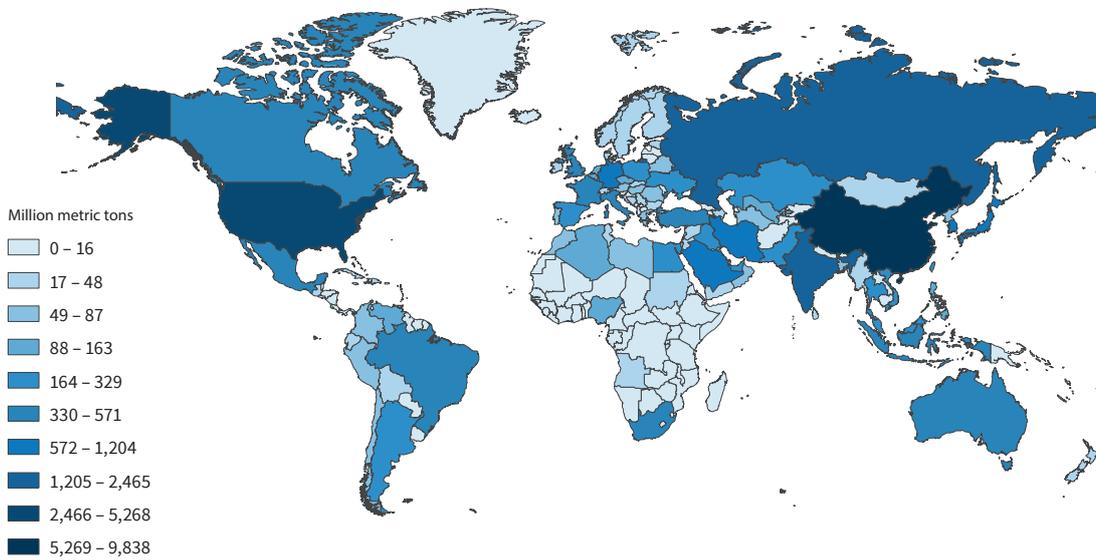 Million metric tons
0 – 16
17 – 48
49 – 87
88 – 163
164 – 329
330 – 571
572 – 1,204
1,205 – 2,465
2,466 – 5,268
5,269 – 9,838